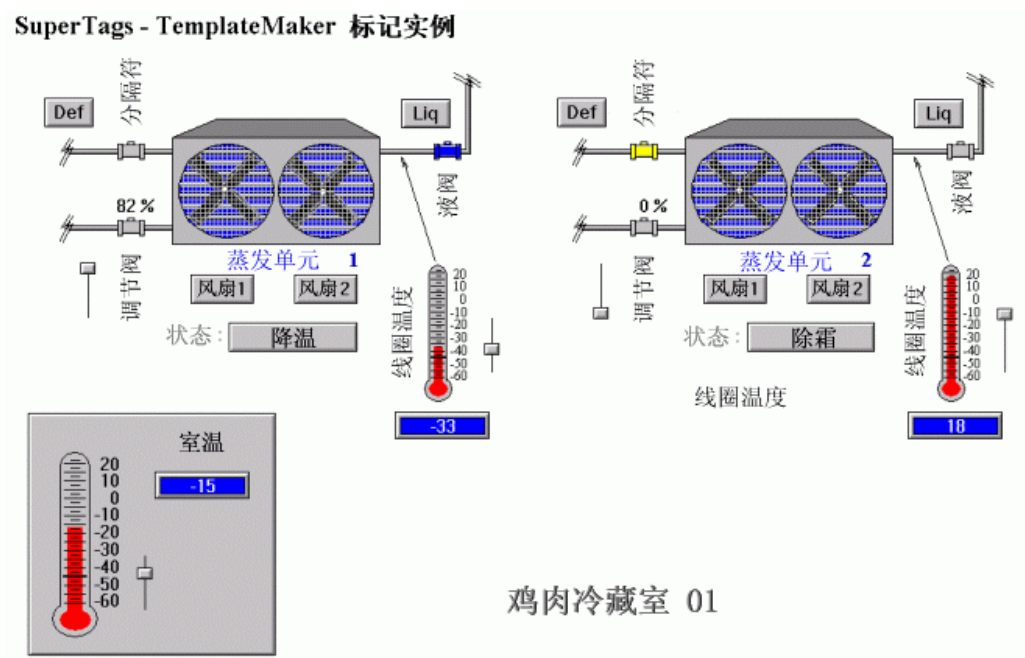 SuperTags - TemplateMaker 标记实例
Def
分隔符
Liq
液阀
82 %
调节阀
蒸发单元 1
风扇1
风扇2
状态:
降温
线圈温度
20
10
0
-10
-20
-30
-40
-50
-60
-33
Def
分隔符
Liq
液阀
0 %
调节阀
蒸发单元 2
风扇1
风扇2
状态:
除霜
线圈温度
20
10
0
-10
-20
-30
-40
-50
-60
18
线圈温度
室温
-15
20
10
0
-10
-20
-30
-40
-50
-60
鸡肉冷藏室 01